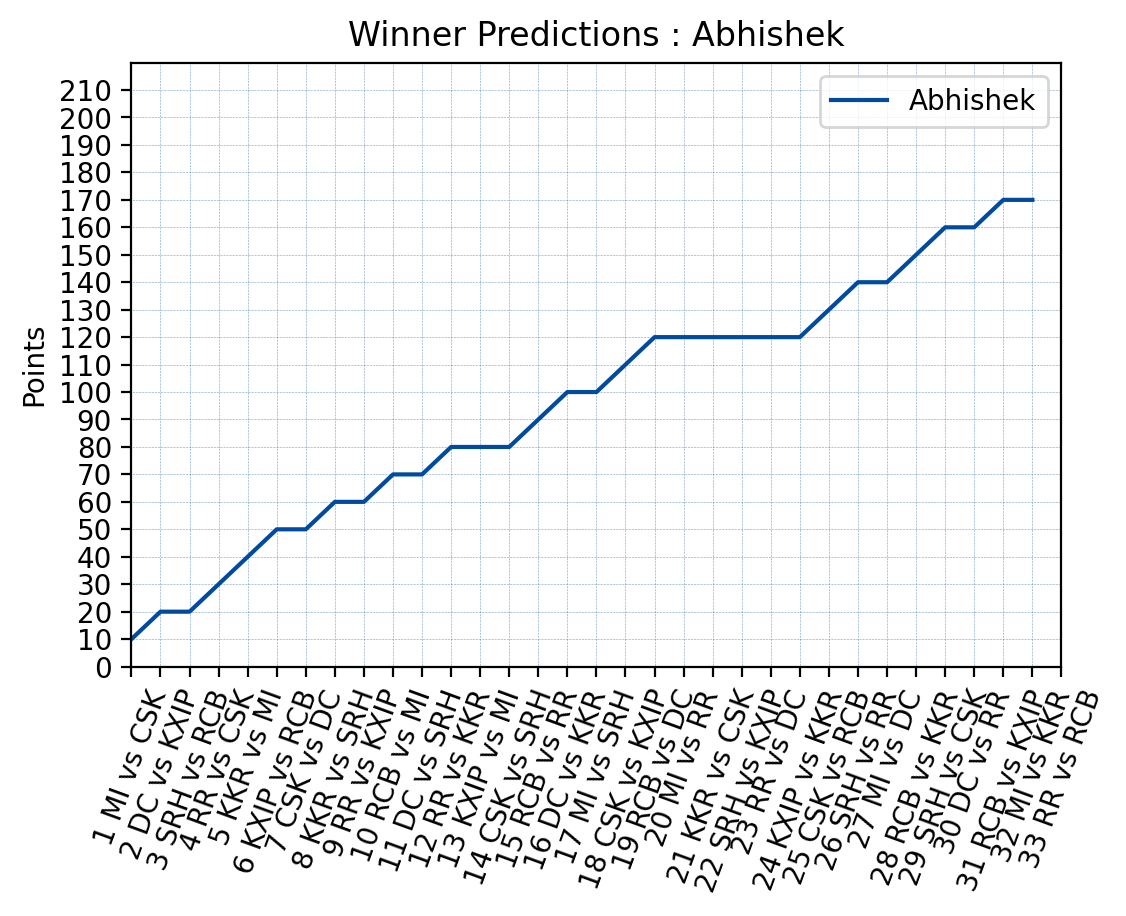 Winner Predictions : Abhishek
Abhishek
Points
210
200
190
180
170
160
150
140
130
120
110
100
90
80
70
60
50
40
30
20
10
0
1 MI vs CSK
2 DC vs KXIP
3 SRH vs RCB
4 RR vs CSK
5 KKR vs MI
6 KXIP vs RCB
7 CSK vs DC
8 KKR vs SRH
9 RR vs KXIP
10 RCB vs MI
11 DC vs SRH
12 RR vs KKR
13 KXIP vs MI
14 CSK vs SRH
15 RCB vs RR
16 DC vs KKR
17 MI vs SRH
18 CSK vs KXIP
19 RCB vs DC
20 MI vs RR
21 KKR vs CSK
22 SRH vs KXIP
23 RR vs DC
24 KXIP vs KKR
25 CSK vs RCB
26 SRH vs RR
27 MI vs DC
28 RCB vs KKR
29 SRH vs CSK
30 DC vs RR
31 RCB vs KXIP
32 MI vs KKR
33 RR vs RCB